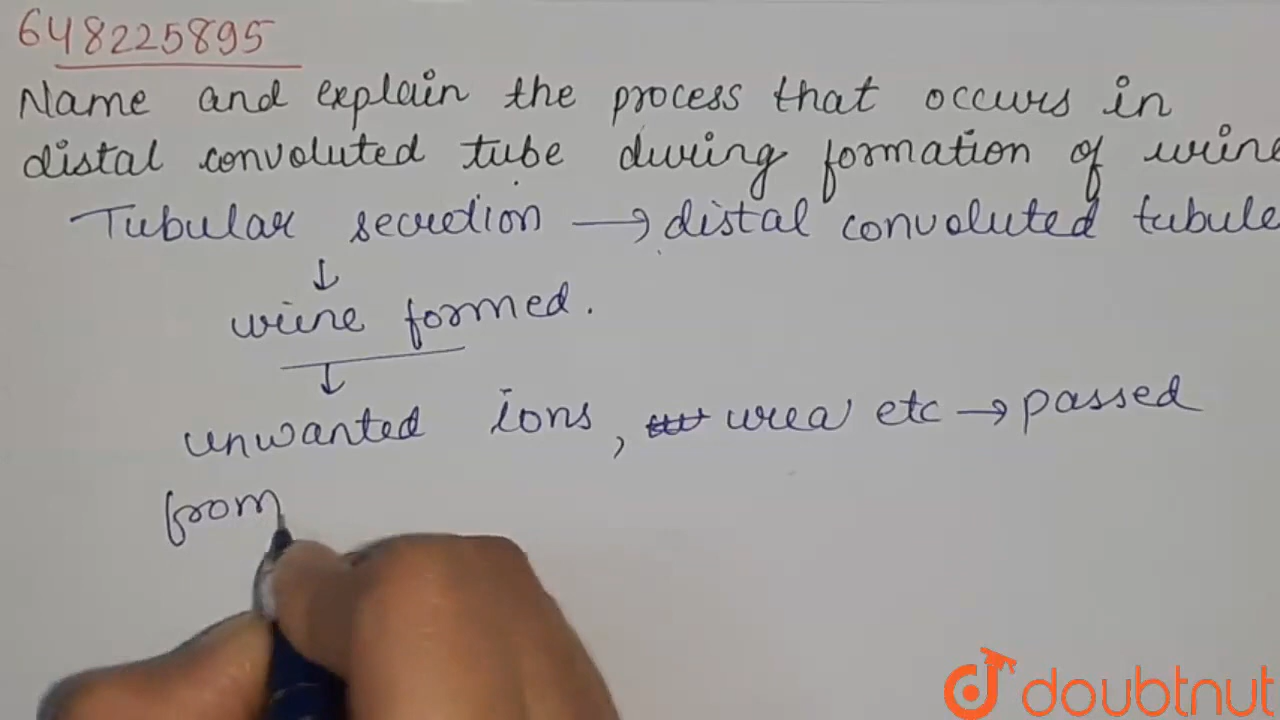 648225895
Name and explain the process that occurs in
distal convoluted tube during formation of urine
Tubular secretion → distal convoluted tubule
↓
urine formed.
↓
unwanted ions, urea etc → passed
from
doubtnut